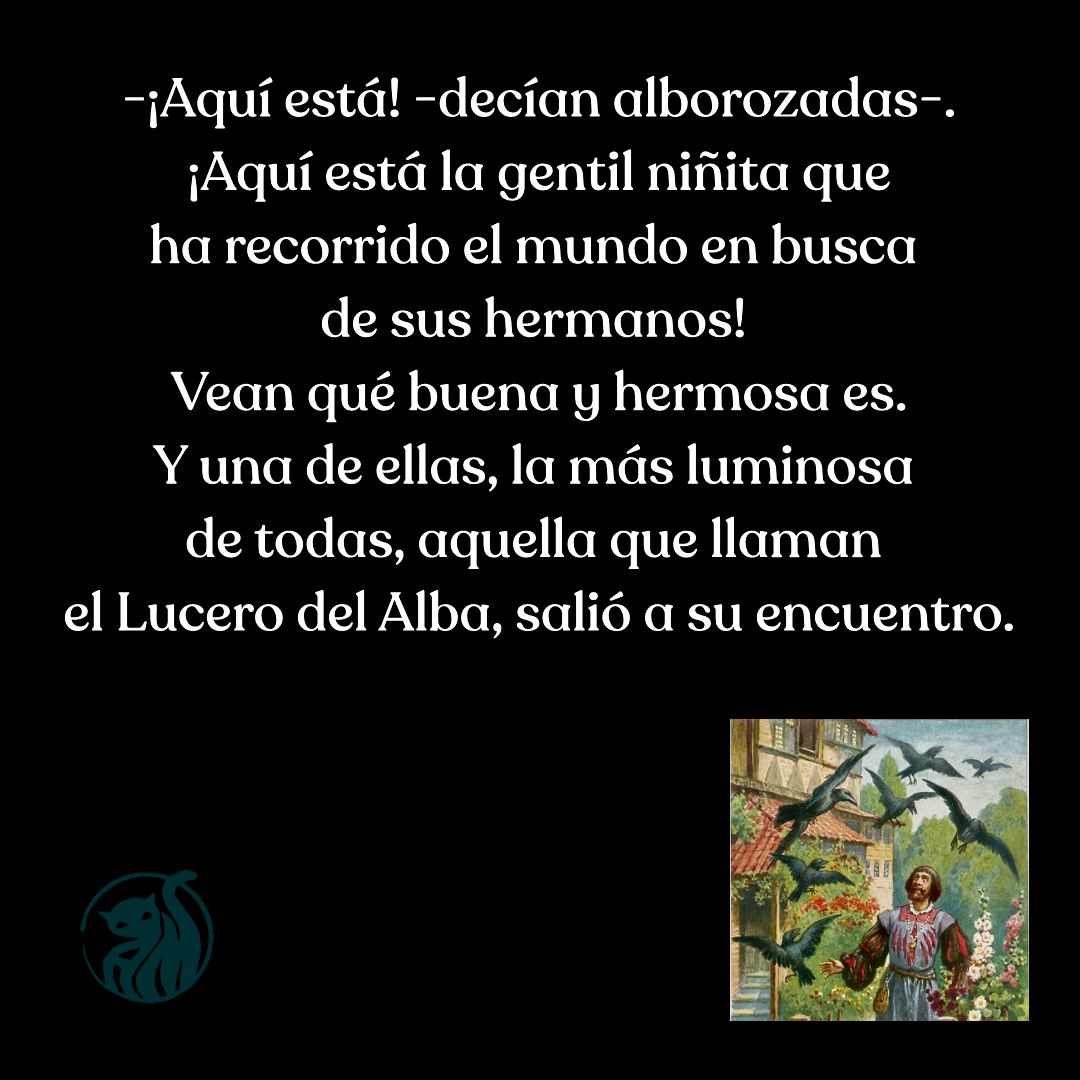 -¡Aquí está! -decían alborozadas-.
¡Aquí está la gentil niñita que
ha recorrido el mundo en busca
de sus hermanos!
Vean qué buena y hermosa es.
Y una de ellas, la más luminosa
de todas, aquella que llaman
el Lucero del Alba, salió a su encuentro.